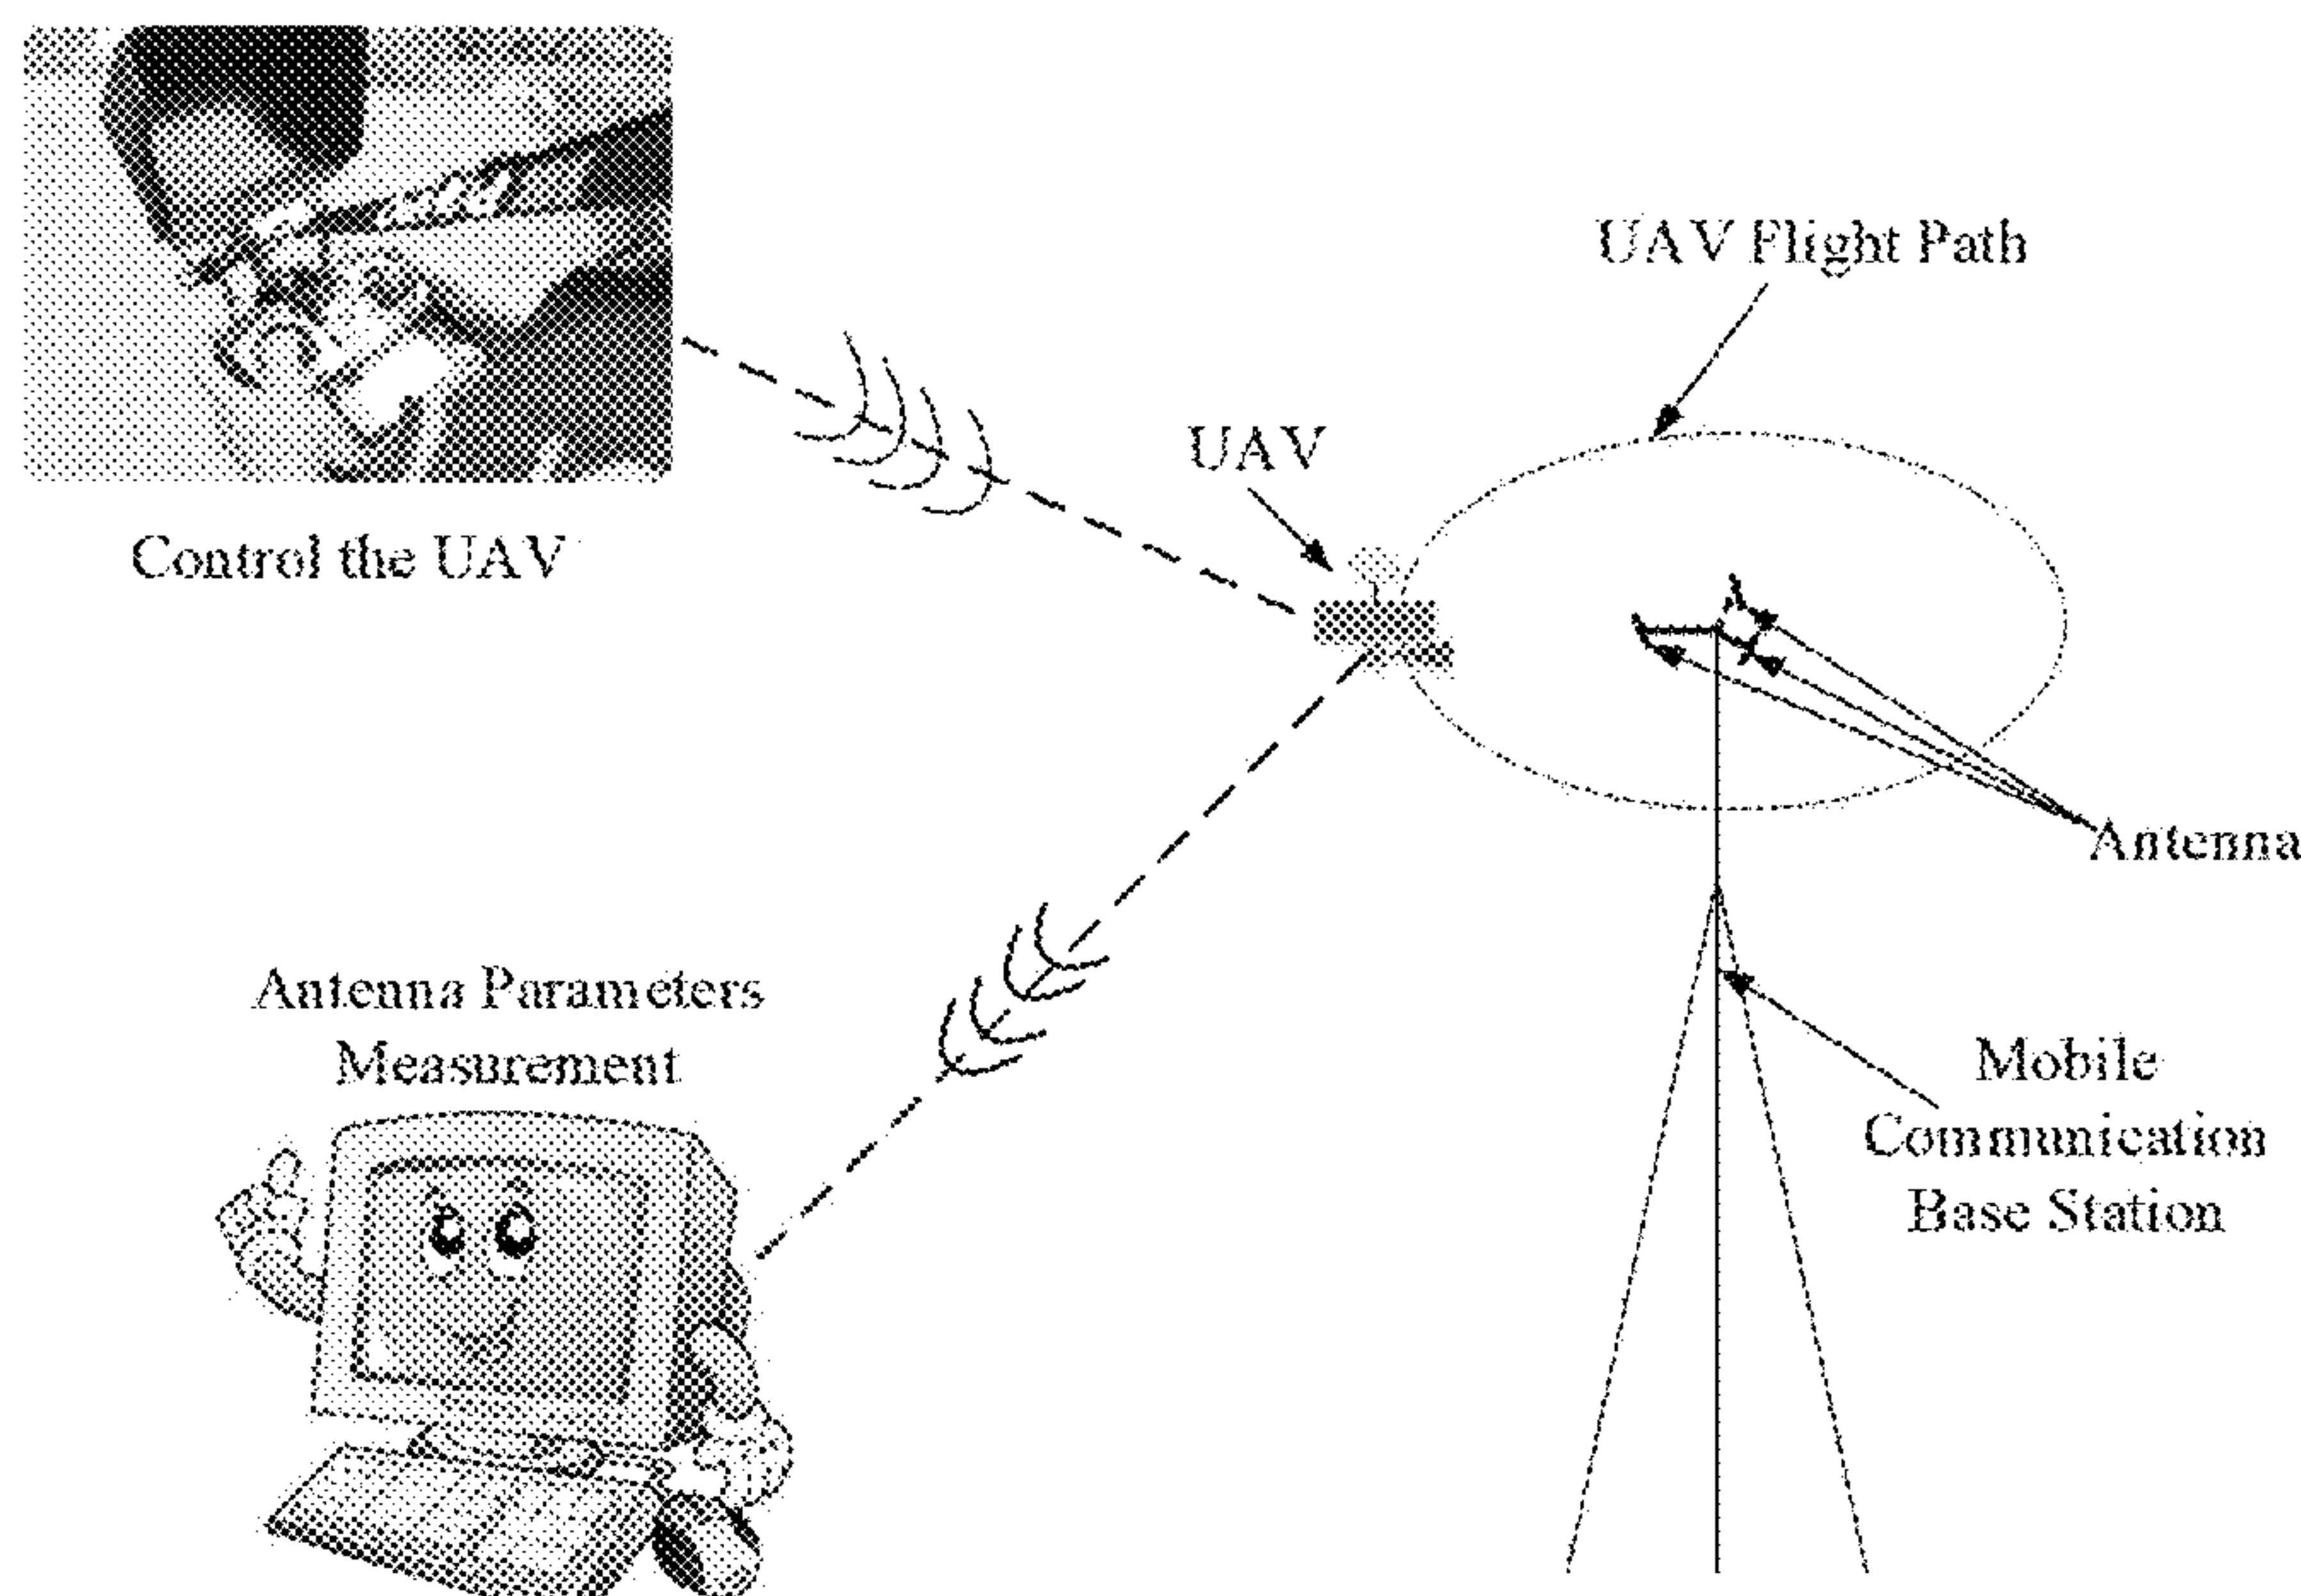 UAV Flight Path
UAV
Control the UAV
Antenna
Antenna Parameters
Measurement
Mobile
Communication
Base Station